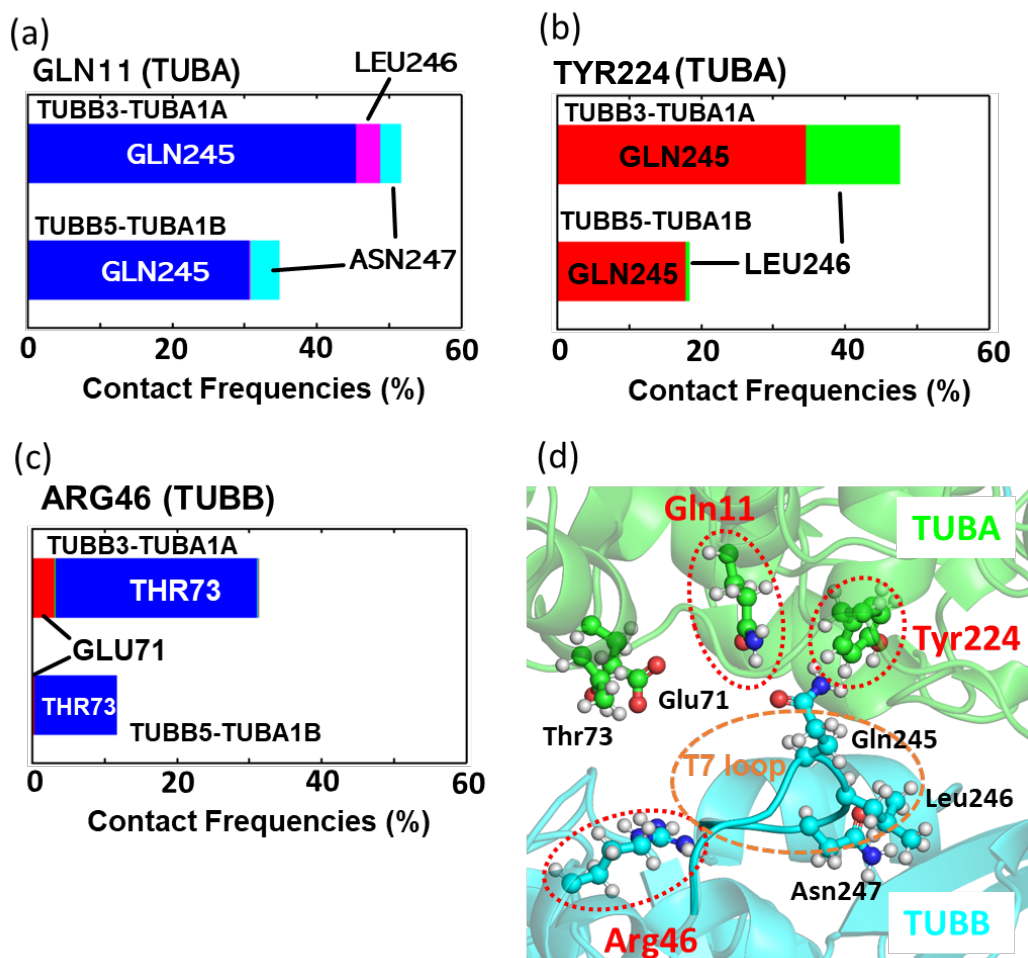 (a)
GLN11 (TUBA)
LEU246
TUBB3-TUBA1A
GLN245
TUBB5-TUBA1B
GLN245
ASN247
0 20 40 60
Contact Frequencies (%)
(b)
TYR224 (TUBA)
TUBB3-TUBA1A
GLN245
TUBB5-TUBA1B
GLN245
LEU246
0 20 40 60
Contact Frequencies (%)
(c)
ARG46 (TUBB)
TUBB3-TUBA1A
THR73
GLU71
THR73
TUBB5-TUBA1B
0 20 40 60
Contact Frequencies (%)
(d)
Gln11
TUBA
Tyr224
Glu71
Thr73
Gln245
T7 loop
Leu246
Asn247
Arg46
TUBB